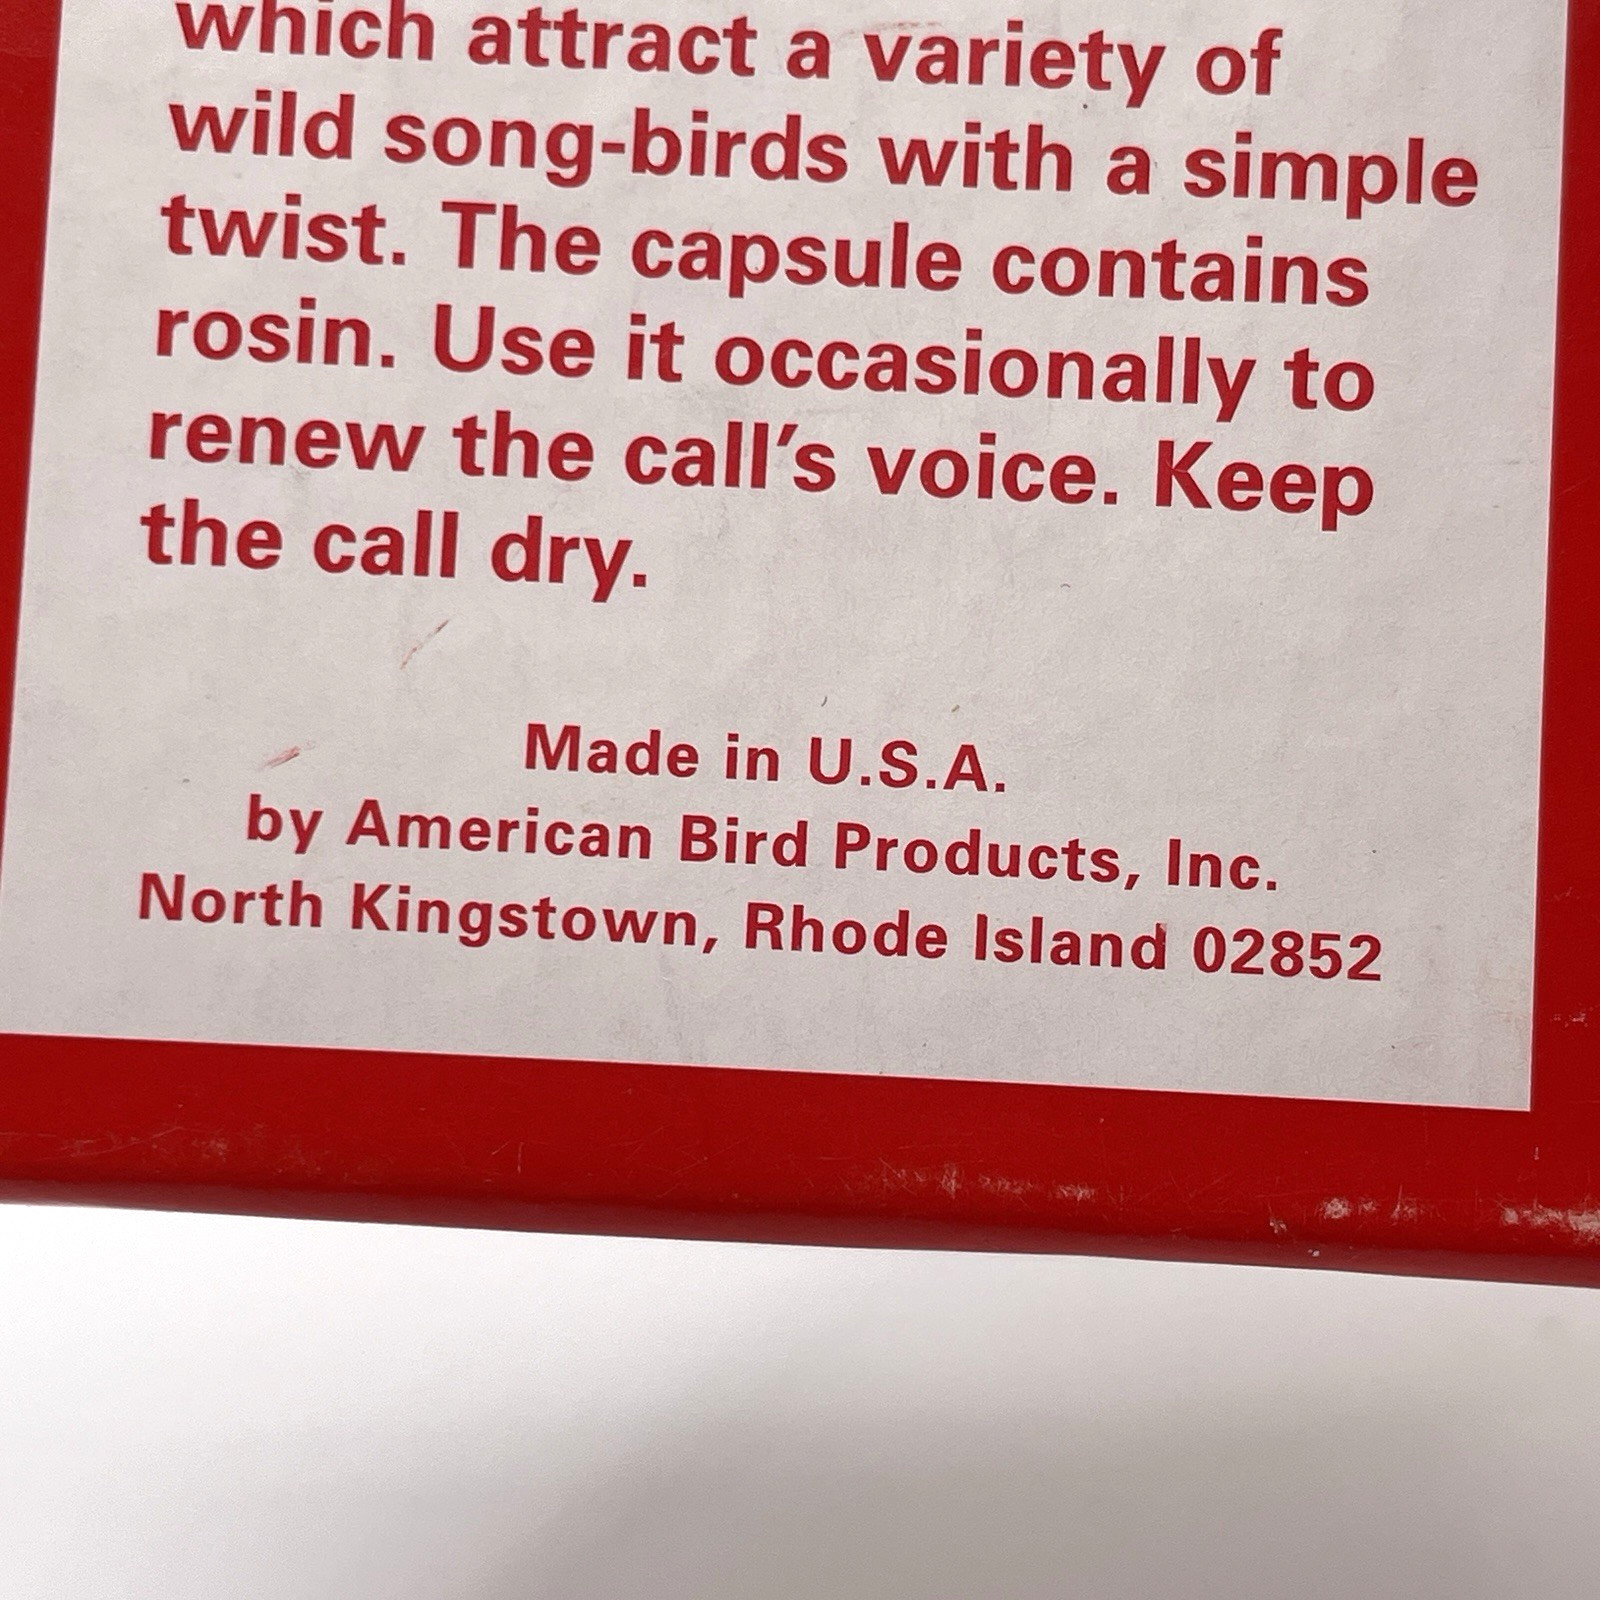 which attract a variety of
wild song-birds with a simple
twist. The capsule contains
rosin. Use it occasionally to
renew the call's voice. Keep
the call dry.
Made in U.S.A.
by American Bird Products, Inc.
North Kingstown, Rhode Island 02852